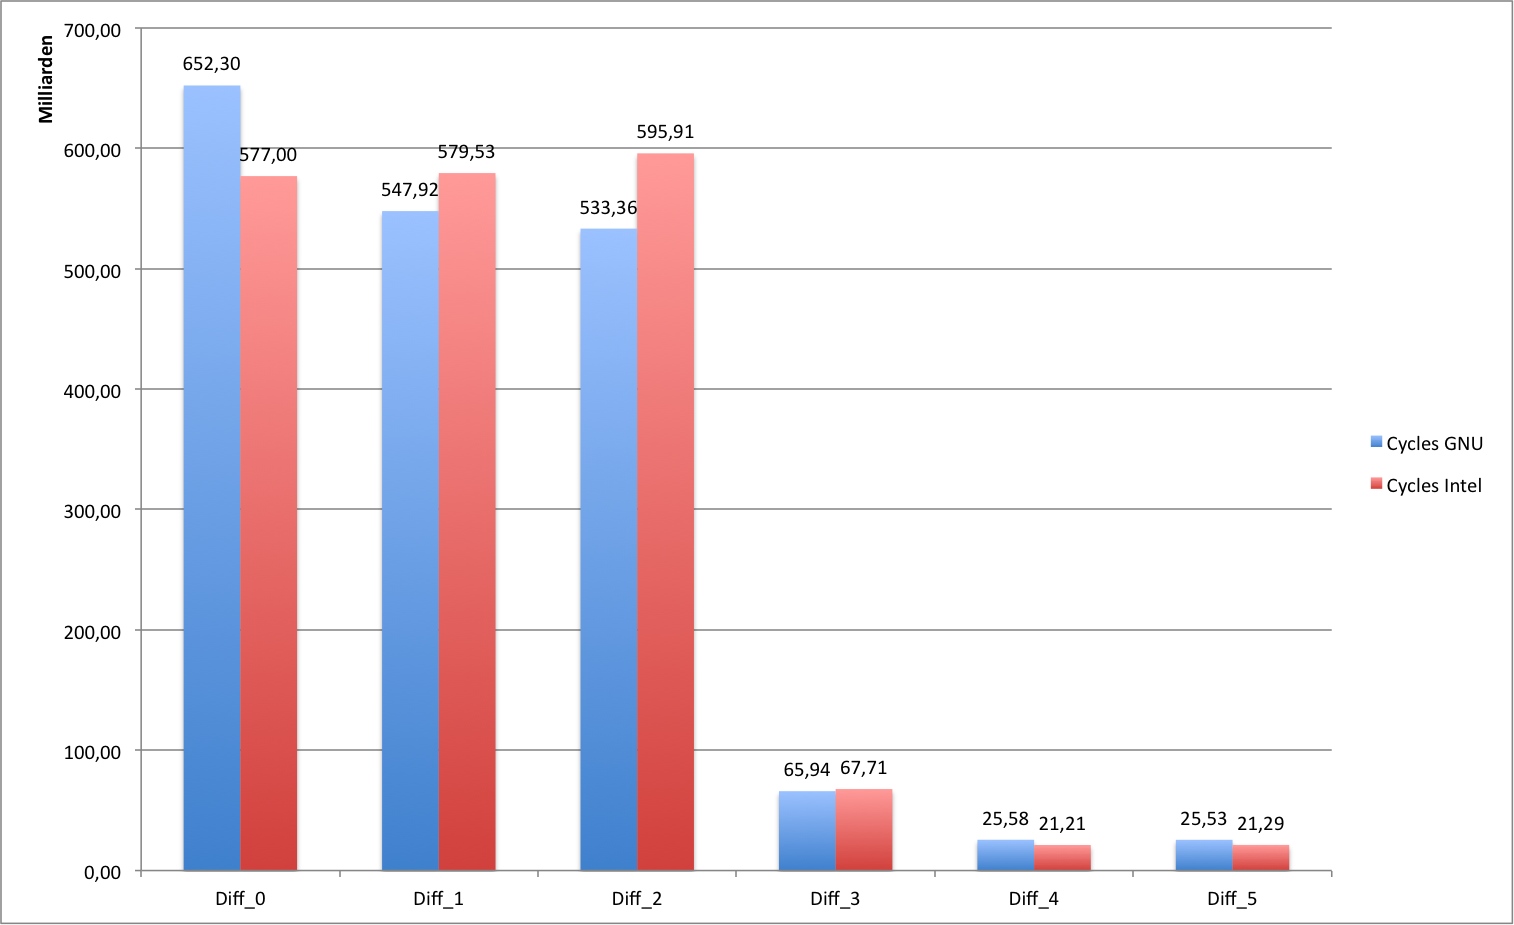 Milliarden
700,00
600,00
500,00
400,00
300,00
200,00
100,00
0,00
652,30
577,00
547,92
579,53
533,36
595,91
65,94
67,71
25,58
21,21
25,53
21,29
Diff_0
Diff_1
Diff_2
Diff_3
Diff_4
Diff_5
Cycles GNU
Cycles Intel